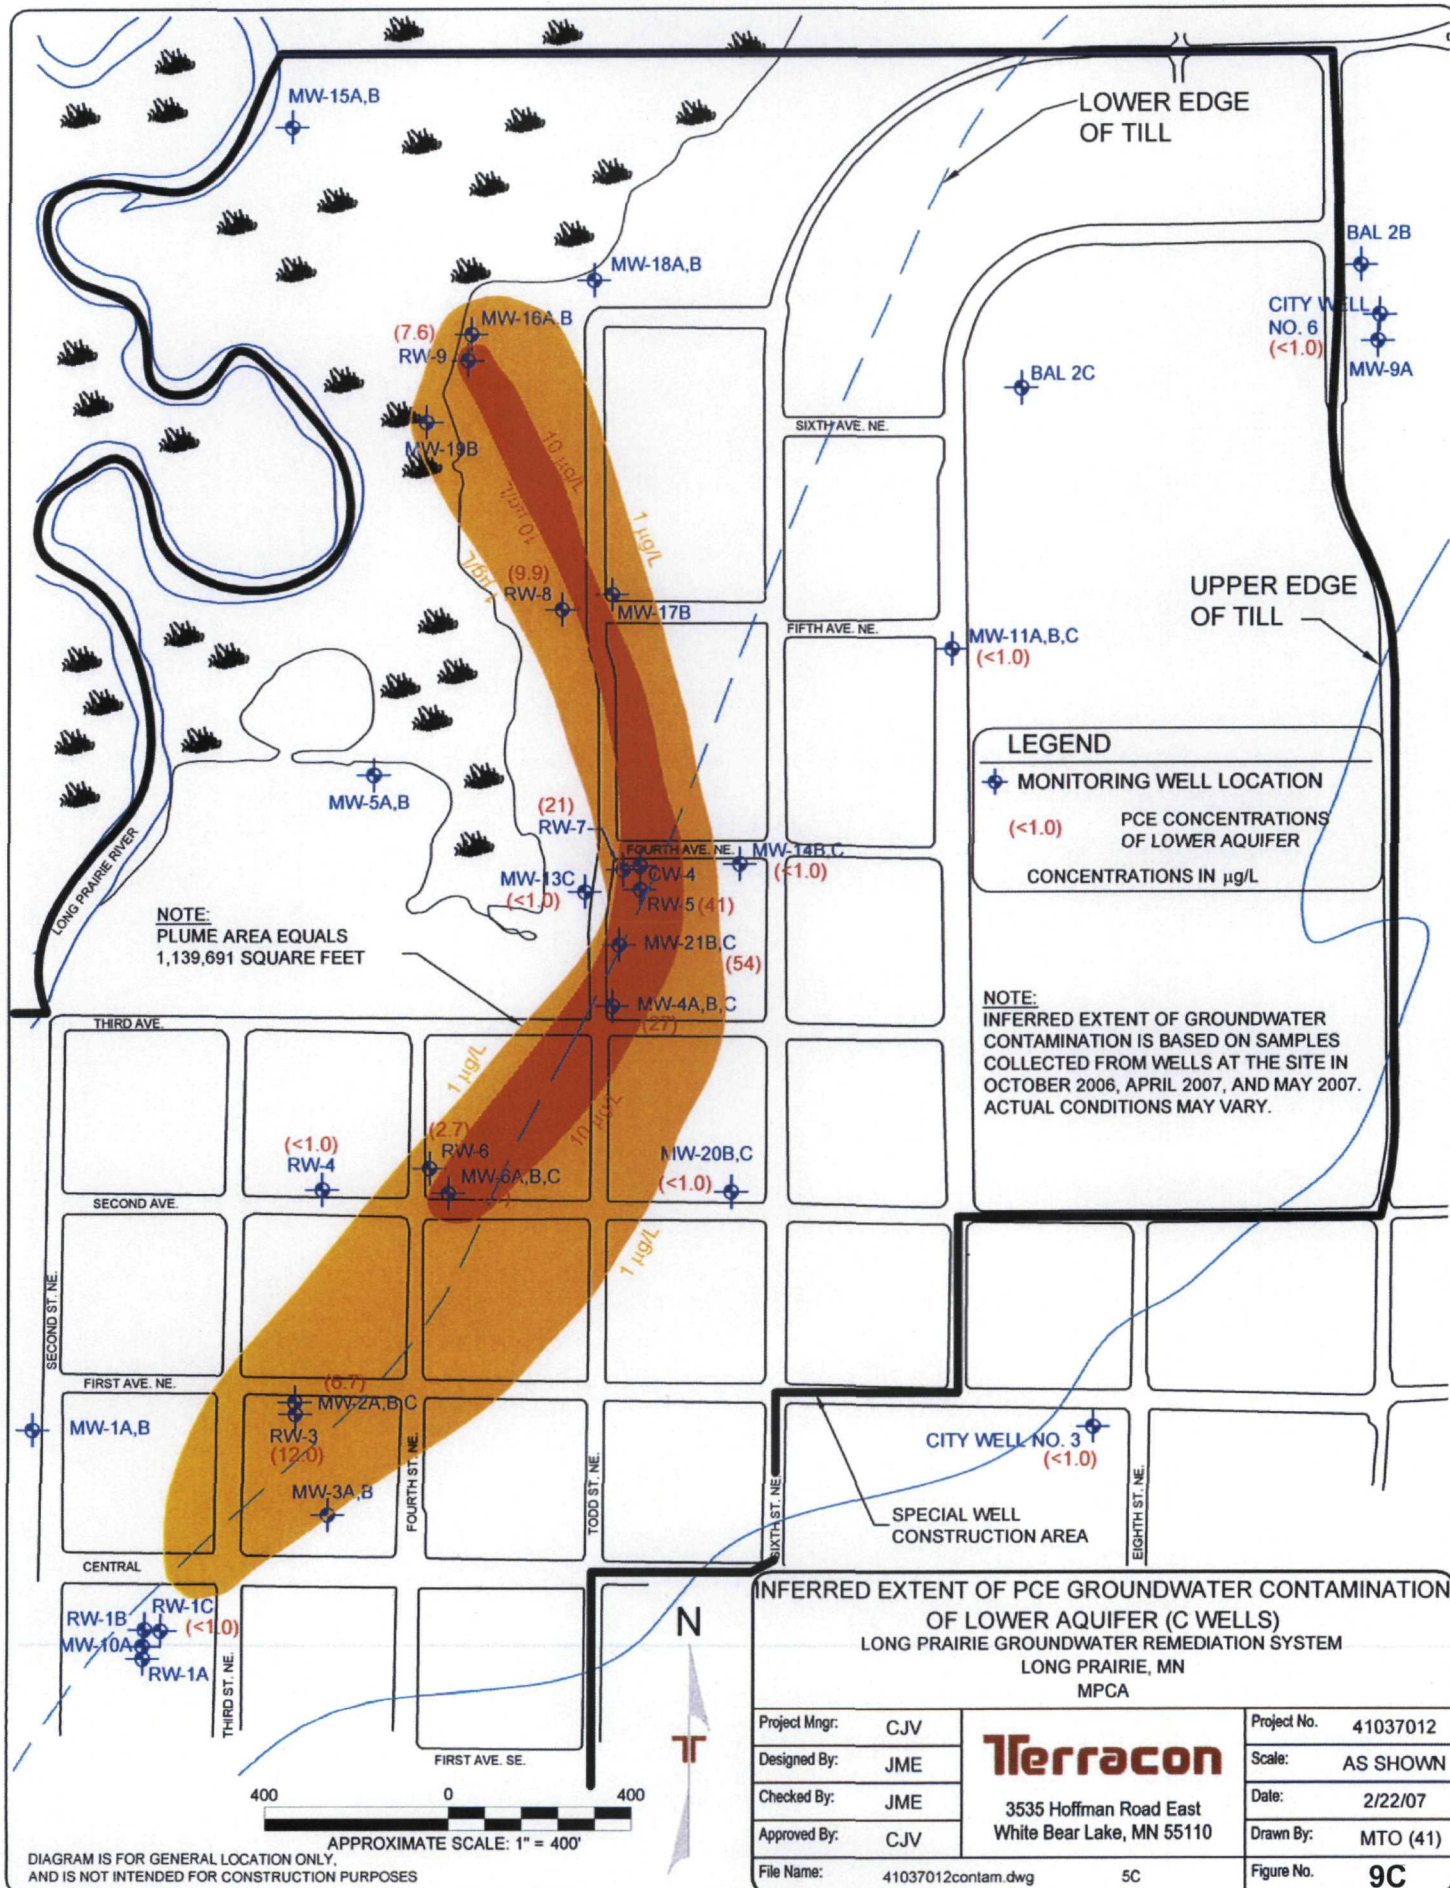 MW-15A,B
LOWER EDGE
OF TILL
BAL 2B
MW-18A,B
CITY WELL
NO. 6
(<1.0)
MW-9A
MW-16A.B
(7.6)
RW-9
BAL 2C
MW-19B
SIXTH AVE. NE.
10 µg/L
10 µg/L
1 µg/L
1 µg/L
(9.9)
RW-8
MW-17B
UPPER EDGE
OF TILL
FIFTH AVE. NE.
MW-11A,B,C
(<1.0)
LEGEND
MONITORING WELL LOCATION
(<1.0)
PCE CONCENTRATIONS
OF LOWER AQUIFER
CONCENTRATIONS IN µg/L
MW-5A,B
(21)
RW-7
FOURTH AVE. NE.
MW-14B,C
(<1.0)
CW-4
MW-13C
(<1.0)
RW-5 (41)
LONG PRAIRIE RIVER
NOTE:
PLUME AREA EQUALS
1,139,691 SQUARE FEET
MW-21B,C
(54)
MW-4A,B,C
(27)
NOTE:
INFERRED EXTENT OF GROUNDWATER
CONTAMINATION IS BASED ON SAMPLES
COLLECTED FROM WELLS AT THE SITE IN
OCTOBER 2006, APRIL 2007, AND MAY 2007.
ACTUAL CONDITIONS MAY VARY.
THIRD AVE.
1 µg/L
10 µg/L
(2.7)
RW-6
(<1.0)
RW-4
MW-6A,B,C
MW-20B,C
(<1.0)
SECOND AVE.
1 µg/L
SECOND ST. NE.
FIRST AVE. NE.
(6.7)
MW-2A,B,C
RW-3
(12.0)
MW-1A,B
MW-3A,B
FOURTH ST. NE.
TODD ST. NE.
SIXTH ST. NE.
EIGHTH ST. NE.
CITY WELL NO. 3
(<1.0)
SPECIAL WELL
CONSTRUCTION AREA
CENTRAL
RW-1B
RW-1C
(<1.0)
MW-10A
RW-1A
THIRD ST. NE.
FIRST AVE. SE.
N
400 0 400
APPROXIMATE SCALE: 1" = 400'
DIAGRAM IS FOR GENERAL LOCATION ONLY,
AND IS NOT INTENDED FOR CONSTRUCTION PURPOSES
INFERRED EXTENT OF PCE GROUNDWATER CONTAMINATION
OF LOWER AQUIFER (C WELLS)
LONG PRAIRIE GROUNDWATER REMEDIATION SYSTEM
LONG PRAIRIE, MN
MPCA
Project Mngr: CJV
Designed By: JME
Checked By: JME
Approved By: CJV
File Name: 41037012contam.dwg 5C
Terracon
3535 Hoffman Road East
White Bear Lake, MN 55110
Project No. 41037012
Scale: AS SHOWN
Date: 2/22/07
Drawn By: MTO (41)
Figure No. 9C